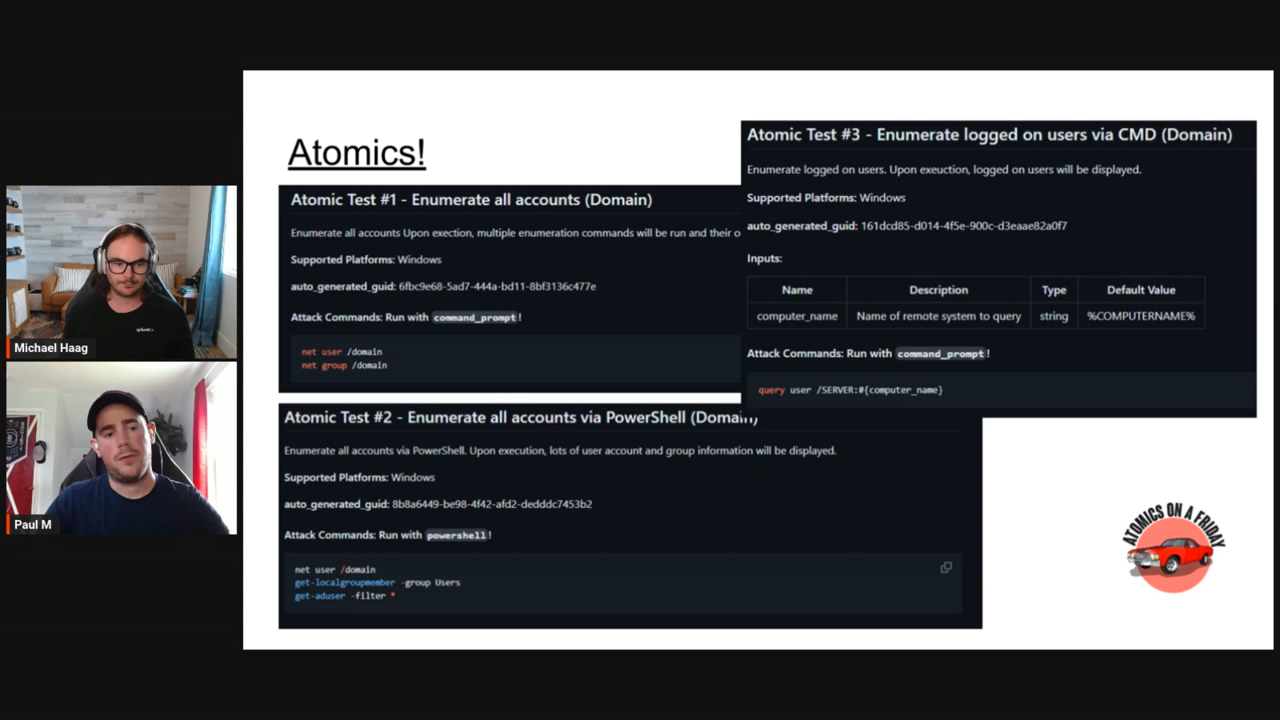 Atomics!
Atomic Test #1 - Enumerate all accounts (Domain)
Enumerate all accounts Upon exection, multiple enumeration commands will be run and their o
Supported Platforms: Windows
auto_generated_guid: 6fbc9e68-5ad7-444a-bd11-8bf3136c477e
Attack Commands: Run with command_prompt!
net user /domain
net group /domain
Atomic Test #2 - Enumerate all accounts via PowerShell (Domain)
Enumerate all accounts via PowerShell. Upon execution, lots of user account and group information will be displayed.
Supported Platforms: Windows
auto_generated_guid: 8b8a6449-be98-4f42-afd2-dedddc7453b2
Attack Commands: Run with powershell!
net user /domain
get-localgroupmember -group Users
get-aduser -filter *
Atomic Test #3 - Enumerate logged on users via CMD (Domain)
Enumerate logged on users. Upon exeuction, logged on users will be displayed.
Supported Platforms: Windows
auto_generated_guid: 161dcd85-d014-4f5e-900c-d3eaae82a0f7
Inputs:
Name Description Type Default Value
computer_name Name of remote system to query string %COMPUTERNAME%
Attack Commands: Run with command_prompt!
query user /SERVER:#{computer_name}
ATOMICS ON A FRIDAY
splunk>
Michael Haag
Paul M